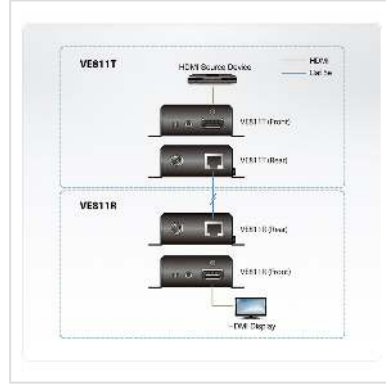 VE811T
HDMI Source Device
HDMI
Cat 5e
VE811T (Front)
VE811T (Rear)
VE811R
VE811R (Rear)
VE811R (Front)
HDMI Display